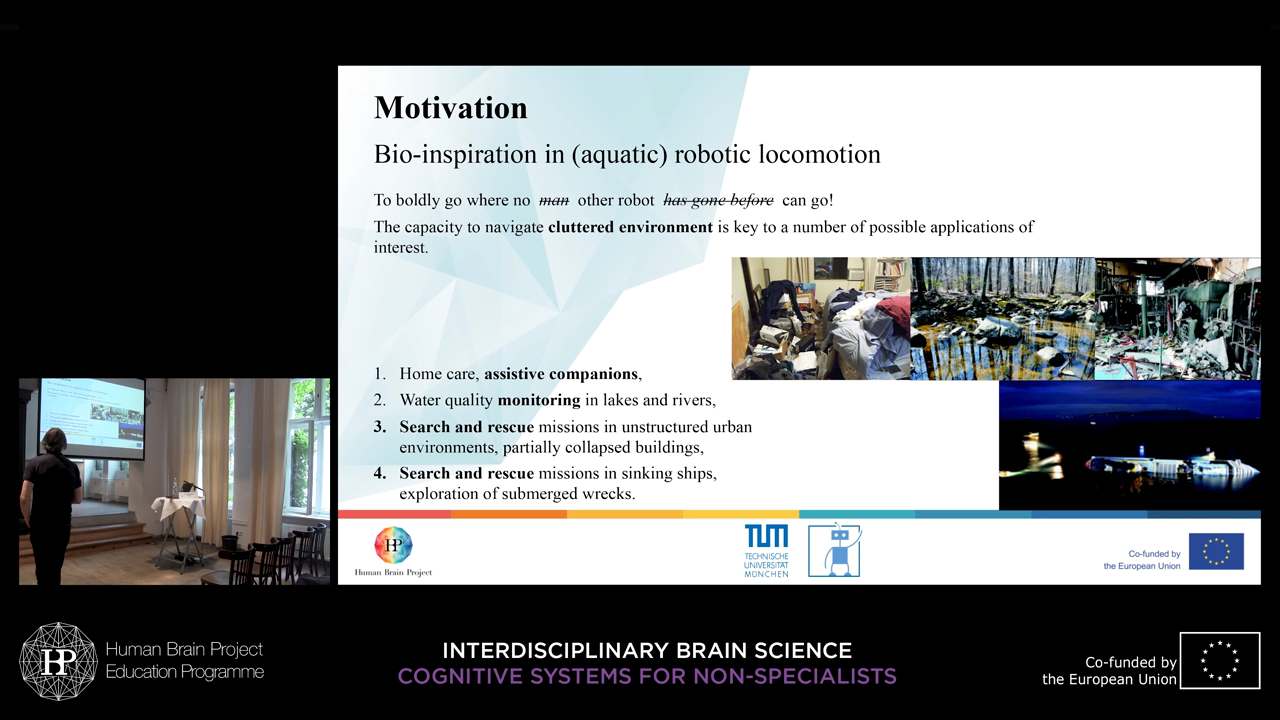 Motivation
Bio-inspiration in (aquatic) robotic locomotion
To boldly go where no man other robot has gone before can go!
The capacity to navigate cluttered environment is key to a number of possible applications of
interest.
1. Home care, assistive companions,
2. Water quality monitoring in lakes and rivers,
3. Search and rescue missions in unstructured urban
environments, partially collapsed buildings,
4. Search and rescue missions in sinking ships,
exploration of submerged wrecks.
HP
Human Brain Project
TUM
TECHNISCHE
UNIVERSITÄT
MÜNCHEN
Co-funded by
the European Union
HP
Human Brain Project
Education Programme
INTERDISCIPLINARY BRAIN SCIENCE
COGNITIVE SYSTEMS FOR NON-SPECIALISTS
Co-funded by
the European Union